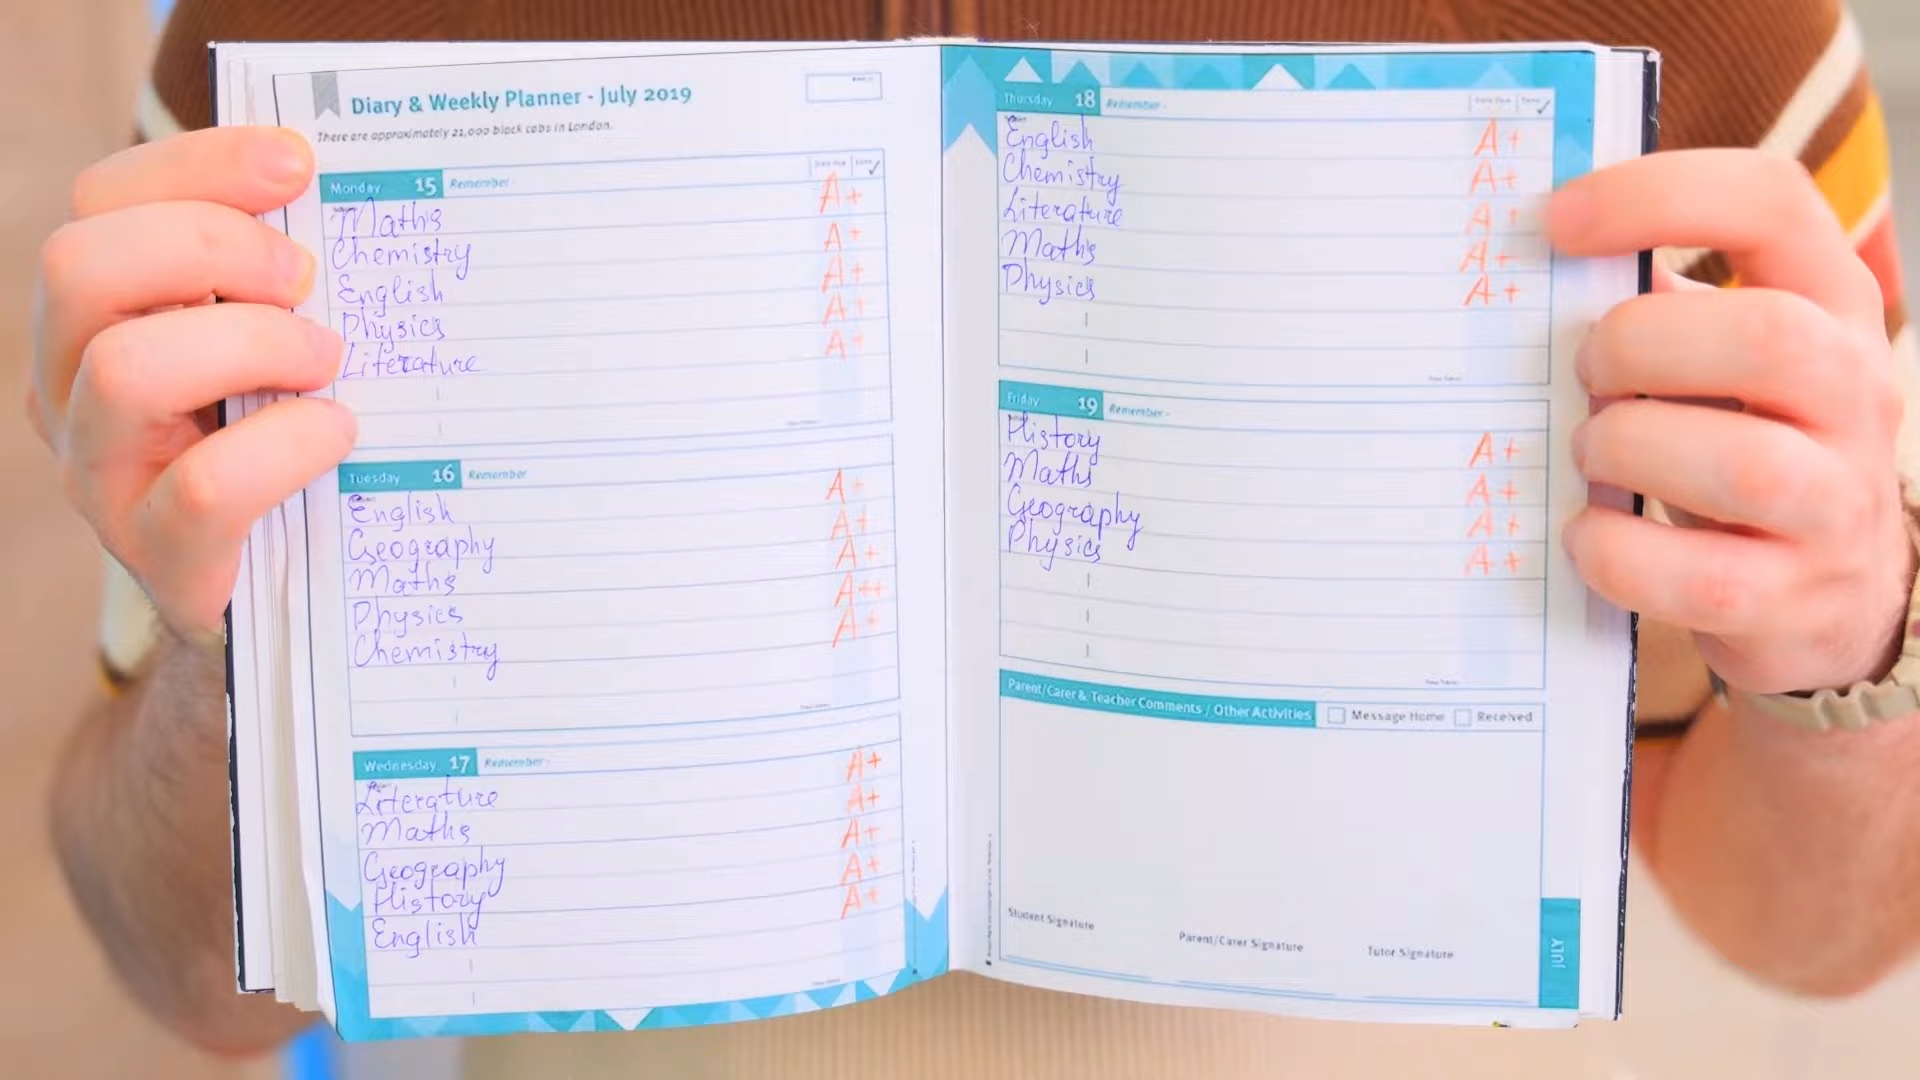 Diary & Weekly Planner - July 2019
There are approximately 21,000 black cabs in London.
Monday 15 Remember -
Maths A+
Chemistry A+
English A+
Physics A+
Literature A+
Tuesday 16 Remember
English A+
Geography A+
Maths A+
Physics A++
Chemistry A+
Wednesday 17 Remember -
Literature A+
Maths A+
Geography A+
History A+
English A+
Thursday 18 Remember -
English A+
Chemistry A+
Literature A+
Maths A+
Physics A+
Friday 19 Remember -
History A+
Maths A+
Geography A+
Physics A+
Parent/Carer & Teacher Comments / Other Activities Message Home Received
Student Signature
Parent/Carer Signature
Tutor Signature
JULY